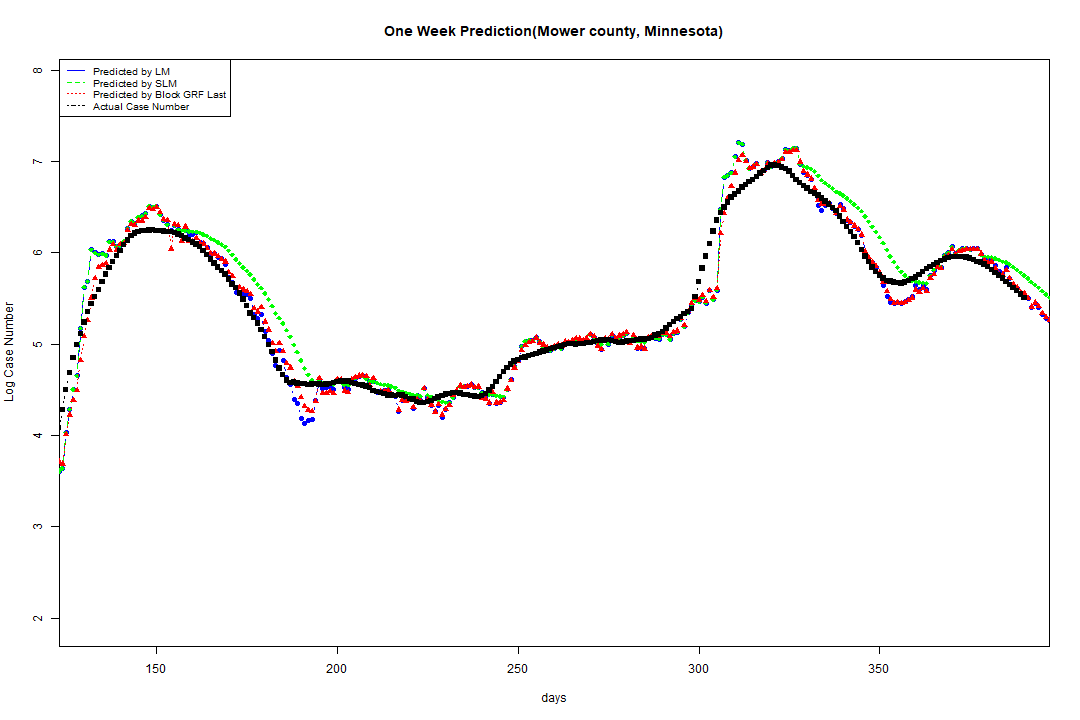 One Week Prediction(Mower county, Minnesota)
Predicted by LM
Predicted by SLM
Predicted by Block GRF Last
Actual Case Number
8
7
6
5
4
3
2
Log Case Number
150 200 250 300 350
days